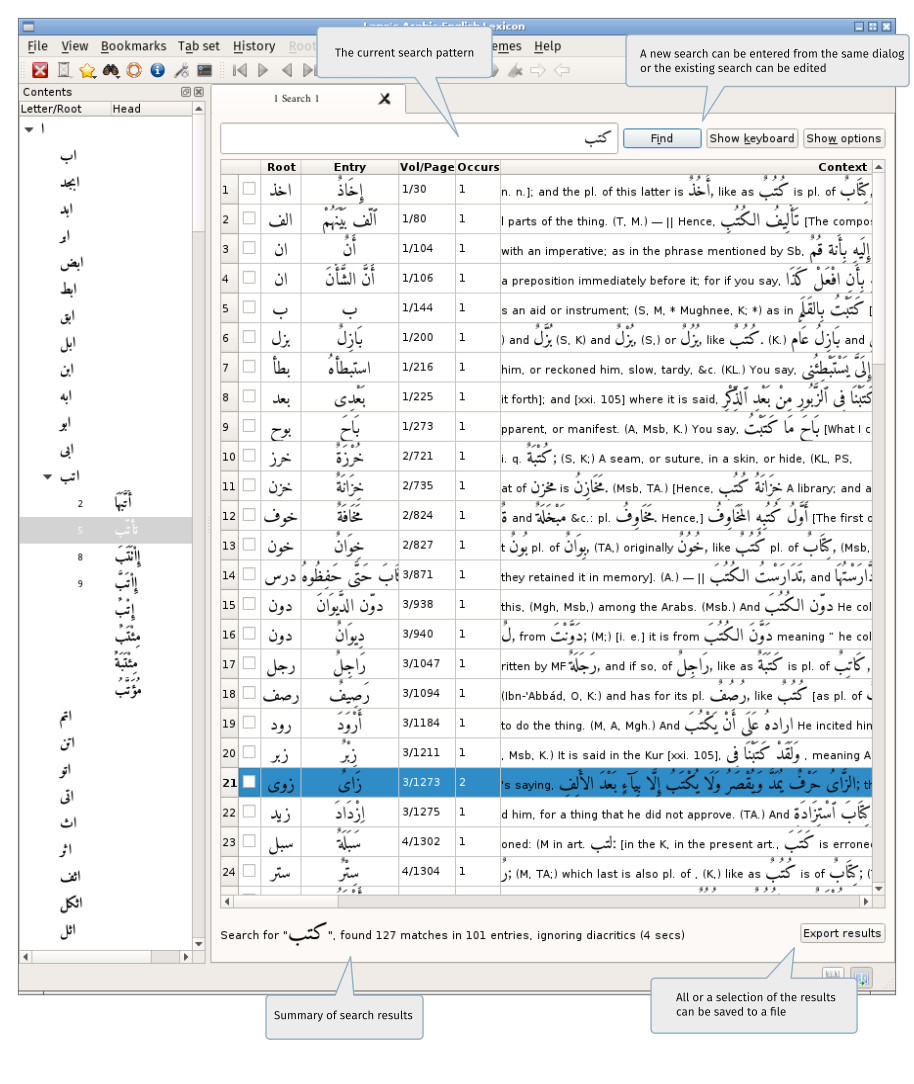 Lane's Arabic-English Lexicon
File View Bookmarks Tab set History Help
The current search pattern
A new search can be entered from the same dialog
or the existing search can be edited
Contents
Letter/Root Head
ا
اب
ابجد
ابد
ابر
ابض
ابط
ابق
ابل
ابن
ابه
ابو
ابى
اتب
2
5 تأتّب
8
9
إِتْبٌ
مِئْتَبٌ
مِئْتَبَةٌ
اتم
اتن
اتو
اتى
اث
اثر
اثف
اثكل
اثل
1 Search 1
كتب
Find Show keyboard Show options
Root Entry Vol/Page Occurs Context
1 اخذ إِخَاذٌ 1/30 1 n. n.]; and the pl. of this latter is أُخُذٌ, like as كُتُبٌ is pl. of كِتَابٌ,
2 الف 1/80 1 l parts of the thing. (T, M.) — || Hence, تَأْلِيفُ الكُتُبِ [The compos
3 ان أَنْ 1/104 1 with an imperative; as in the phrase mentioned by Sb,
4 ان 1/106 1 a preposition immediately before it; for if you say,
5 ب ب 1/144 1 s an aid or instrument; (S, M, * Mughnee, K; *) as in كَتَبْتُ بِالقَلَمِ [
6 بزل بَازِلٌ 1/200 1 ) and بُزَّلٌ (S, K) and بُزْلٌ, (S,) or بُزُلٌ, like كُتُبٌ. (K.) بَازِلُ عَامٍ and
7 بطأ استبطأهُ 1/216 1 him, or reckoned him, slow, tardy, &c. (KL.) You say,
8 بعد 1/225 1 it forth]; and [xxi. 105] where it is said, كَتَبْنَا فِى ٱلزَّبُورِ مِنْ بَعْدِ ٱلذِّكْرِ
9 بوح بَاحَ 1/273 1 pparent, or manifest. (A, Msb, K.) You say, بَاحَ مَا كَتَبْتُ [What I c
10 خرز خُرْزَةٌ 2/721 1 i. q. كُتْبَةٌ; (S, K;) A seam, or suture, in a skin, or hide, (KL, PS,
11 خزن خِزَانَةٌ 2/735 1 at of مخزن is مَخَازِنُ. (Msb, TA.) [Hence, خِزَانَةُ كُتُبٍ A library; and a
12 خوف مَخَافَةٌ 2/824 1 and مَبْخَلَةٌ &c.: pl. مَخَاوِفُ. Hence,] أَوَّلُ كُتُبِهِ المَخَاوِفُ [The first o
13 خون خِوَانٌ 2/827 1 t بُونٌ pl. of بِوَانٌ, (TA,) originally خُوُنٌ, like كُتُبٌ pl. of كِتَابٌ, (Msb,
14 درس 3/871 they retained it in memory]. (A.) — || تَدَارَسْتُ الكُتُبَ, and
15 دون دوّن الدِّيوَانَ 3/938 1 this, (Mgh, Msb,) among the Arabs. (Msb.) And دوّن الكُتُبَ He col
16 دون دِيوَانٌ 3/940 1 from دَوَّنْتُ; (M;) [i. e.] it is from دَوَّنَ الكُتُبَ meaning " he col
17 رجل رَاجِلٌ 3/1047 1 ritten by MF رَجَلَةٌ, and if so, of رَاجِلٌ, like as كَتَبَةٌ is pl. of كَاتِبٌ,
18 رصف رَصِيفٌ 3/1094 1 (Ibn-'Abbád, O, K:) and has for its pl. رُصُفٌ, like كُتُبٌ [as pl. of
19 رود أَرْوَدَ 3/1184 1 to do the thing. (M, A, Mgh.) And ارادهُ عَلَى أَنْ يَكْتُبَ He incited him
20 زبر زِبْرٌ 3/1211 1 , Msb, K.) It is said in the Kur [xxi. 105], وَلَقَدْ كَتَبْنَا فِى , meaning A
21 زوى زَاىٌ 3/1273 2 's saying, الزَّاىُ حَرْفٌ يُمَدُّ وَيُقْصَرُ وَلَا يُكْتَبُ إِلَّا بِيَآءٍ بَعْدَ الأَلِفِ; th
22 زيد اِزْدَادَ 3/1275 1 d him, for a thing that he did not approve. (TA.) And كِتَابَ ٱسْتِزَادَةٍ
23 سبل سَبَلَةٌ 4/1302 1 oned: (M in art. لتب: [in the K, in the present art., كَتَبَ is errone
24 ستر سِتْرٌ 4/1304 1 ; (M, TA;) which last is also pl. of , (K,) like as كُتُبٌ is of كِتَابٌ; (
Search for "كتب", found 127 matches in 101 entries, ignoring diacritics (4 secs)
Export results
All or a selection of the results
can be saved to a file
Summary of search results